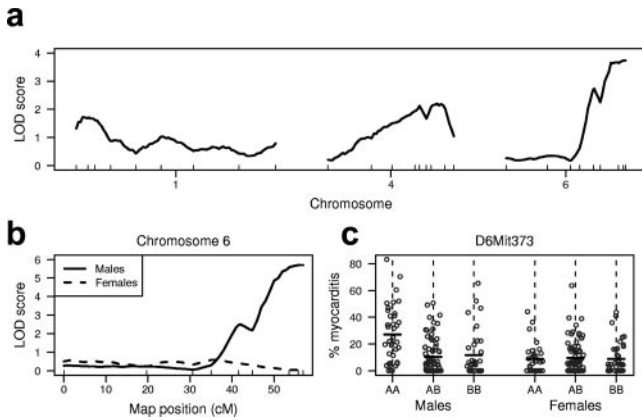 a
4
3
2
1
0
LOD score
1 4 6
Chromosome
b Chromosome 6
6
5
4
3
2
1
0
LOD score
Males
Females
0 10 20 30 40 50
Map position (cM)
c D6Mit373
80
60
40
20
0
% myocarditis
AA AB BB AA AB BB
Males Females